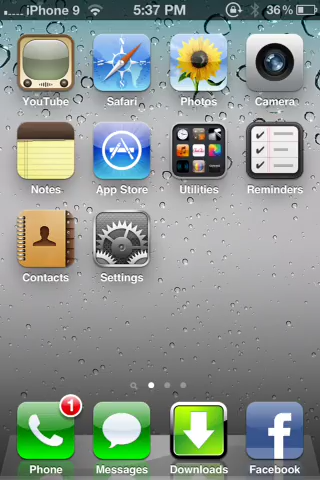 iPhone 9 5:37 PM 36%
YouTube Safari Photos Camera
Notes App Store Utilities Reminders
Contacts Settings
1
Phone Messages Downloads Facebook